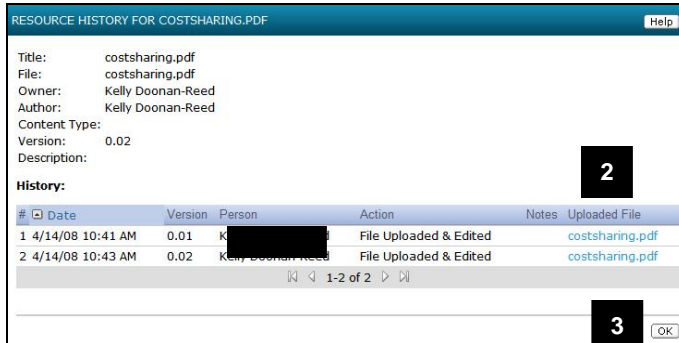 RESOURCE HISTORY FOR COSTSHARING.PDF Help
Title: costsharing.pdf
File: costsharing.pdf
Owner: Kelly Doonan-Reed
Author: Kelly Doonan-Reed
Content Type:
Version: 0.02
Description:
2
History:
# Date Version Person Action Notes Uploaded File
1 4/14/08 10:41 AM 0.01 File Uploaded & Edited costsharing.pdf
2 4/14/08 10:43 AM 0.02 Kelly Doonan-Reed File Uploaded & Edited costsharing.pdf
1-2 of 2
3 OK